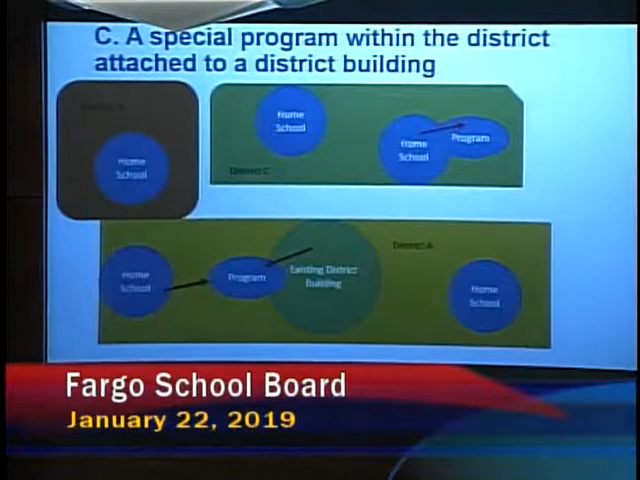 C. A special program within the district
attached to a district building
Home
School
Home
School
Home
School
Program
District C
Home
School
Program
Existing District
Building
District A
Home
School
Fargo School Board
January 22, 2019